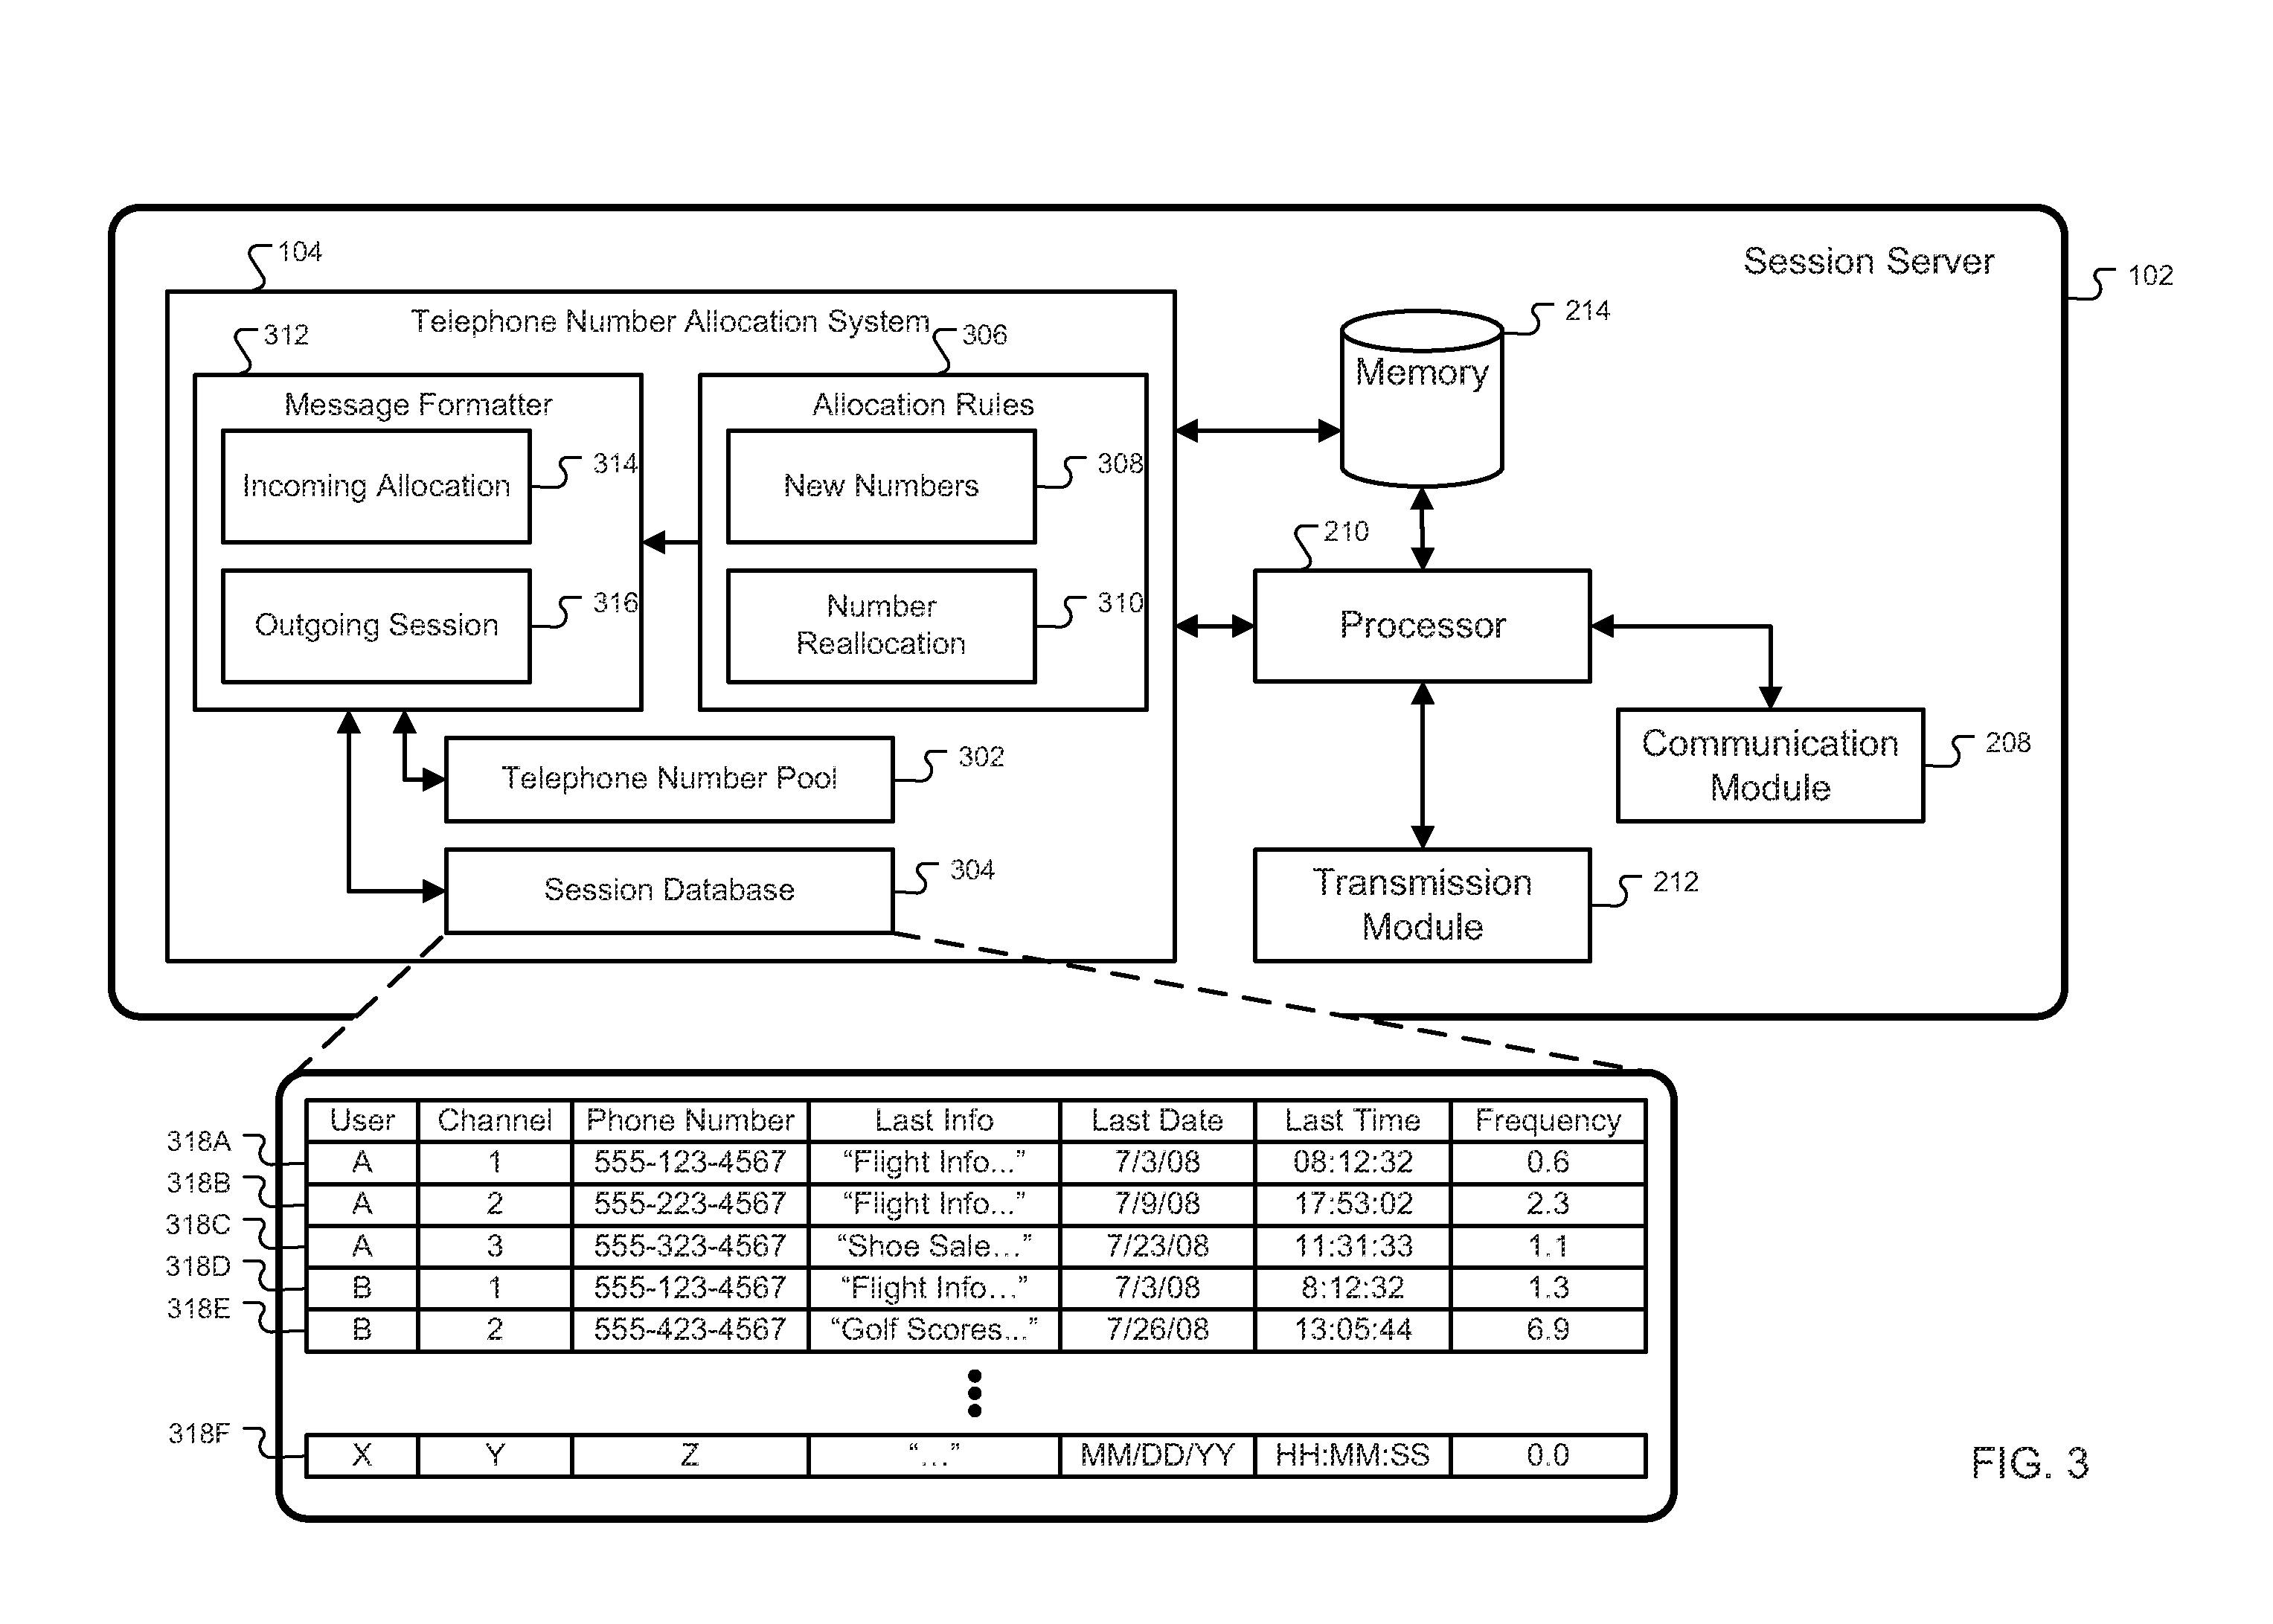 Session Server
102
104
Telephone Number Allocation System
312
306
214
Memory
Message Formatter
Allocation Rules
Incoming Allocation
314
New Numbers
308
210
Outgoing Session
316
Number
Reallocation
310
Processor
Communication
Module
208
Telephone Number Pool
302
Session Database
304
Transmission
Module
212
User Channel Phone Number Last Info Last Date Last Time Frequency
318A A 1 555-123-4567 “Flight Info...” 7/3/08 08:12:32 0.6
318B A 2 555-223-4567 “Flight Info...” 7/9/08 17:53:02 2.3
318C A 3 555-323-4567 “Shoe Sale...” 7/23/08 11:31:33 1.1
318D B 1 555-123-4567 “Flight Info...” 7/3/08 8:12:32 1.3
318E B 2 555-423-4567 “Golf Scores...” 7/26/08 13:05:44 6.9
318F X Y Z “...” MM/DD/YY HH:MM:SS 0.0
FIG. 3